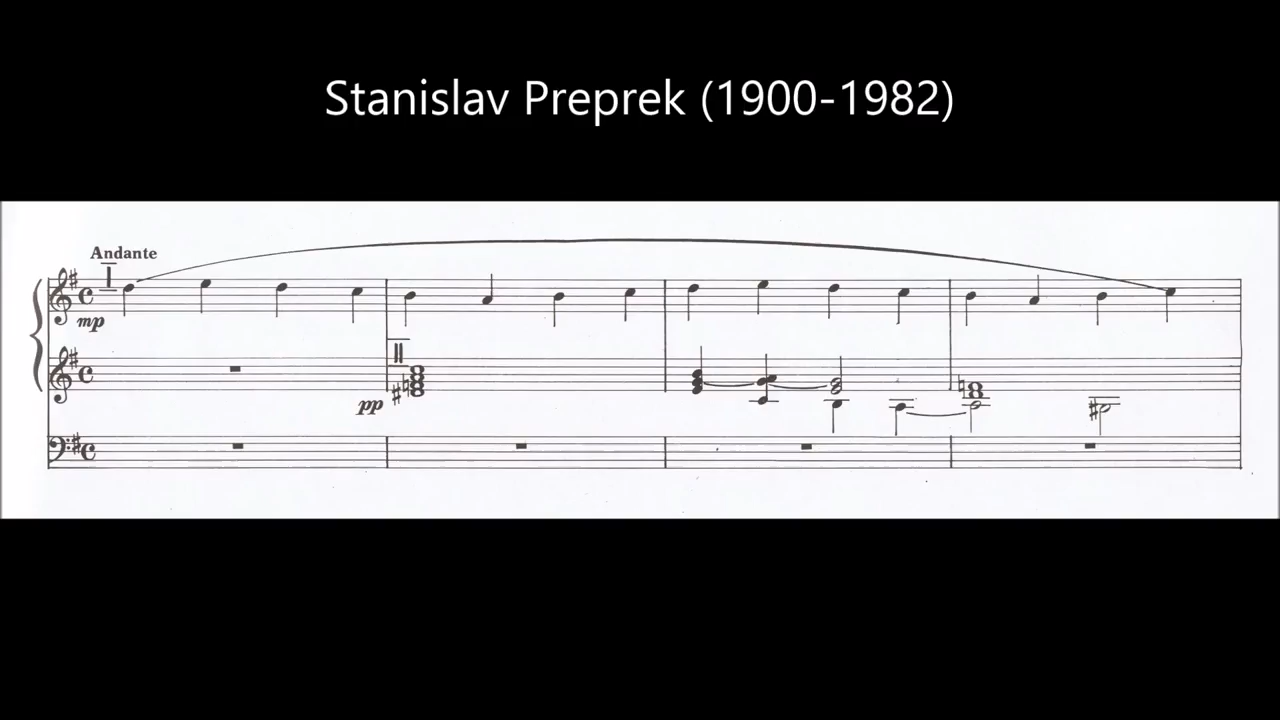 Stanislav Preprek (1900-1982)
Andante
I
mp
II
pp